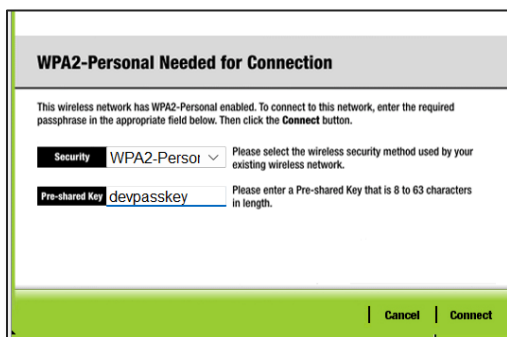 WPA2-Personal Needed for Connection
This wireless network has WPA2-Personal enabled. To connect to this network, enter the required
passphrase in the appropriate field below. Then click the Connect button.
Security WPA2-Persor Please select the wireless security method used by your
existing wireless network.
Pre-shared Key devpasskey Please enter a Pre-shared Key that is 8 to 63 characters
in length.
Cancel Connect